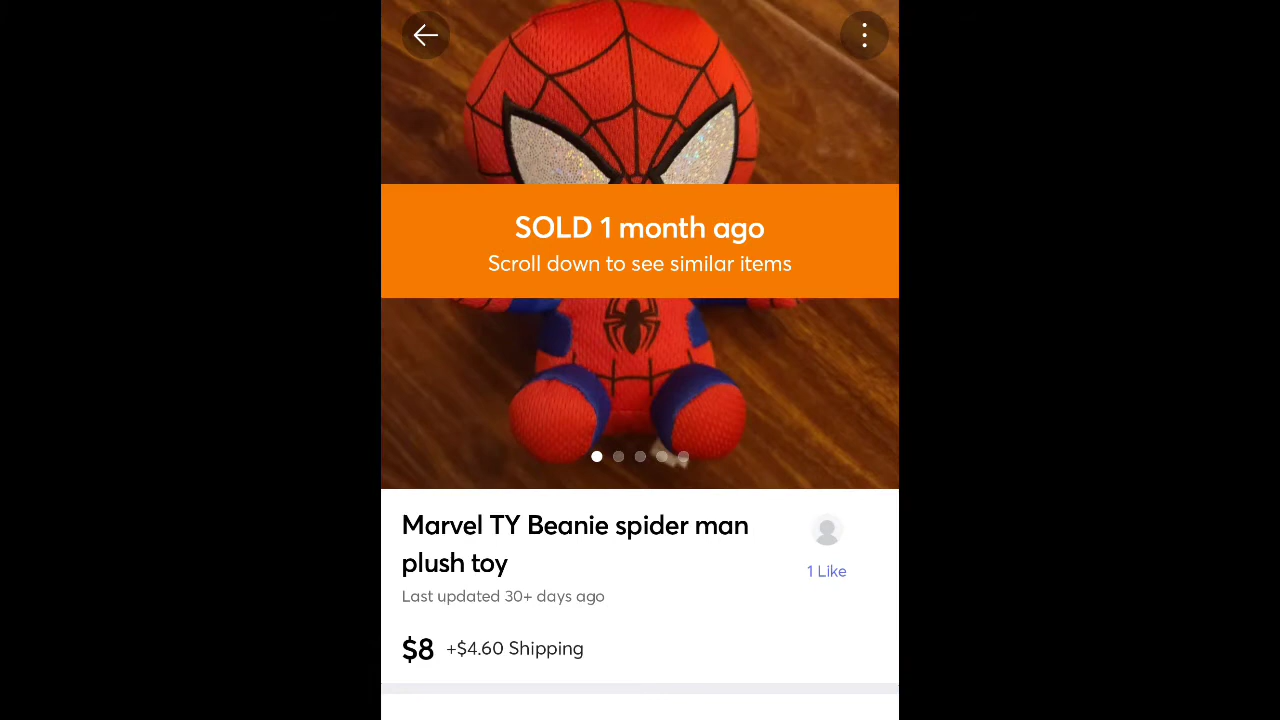 SOLD 1 month ago
Scroll down to see similar items
Marvel TY Beanie spider man
plush toy
1 Like
Last updated 30+ days ago
$8 +$4.60 Shipping